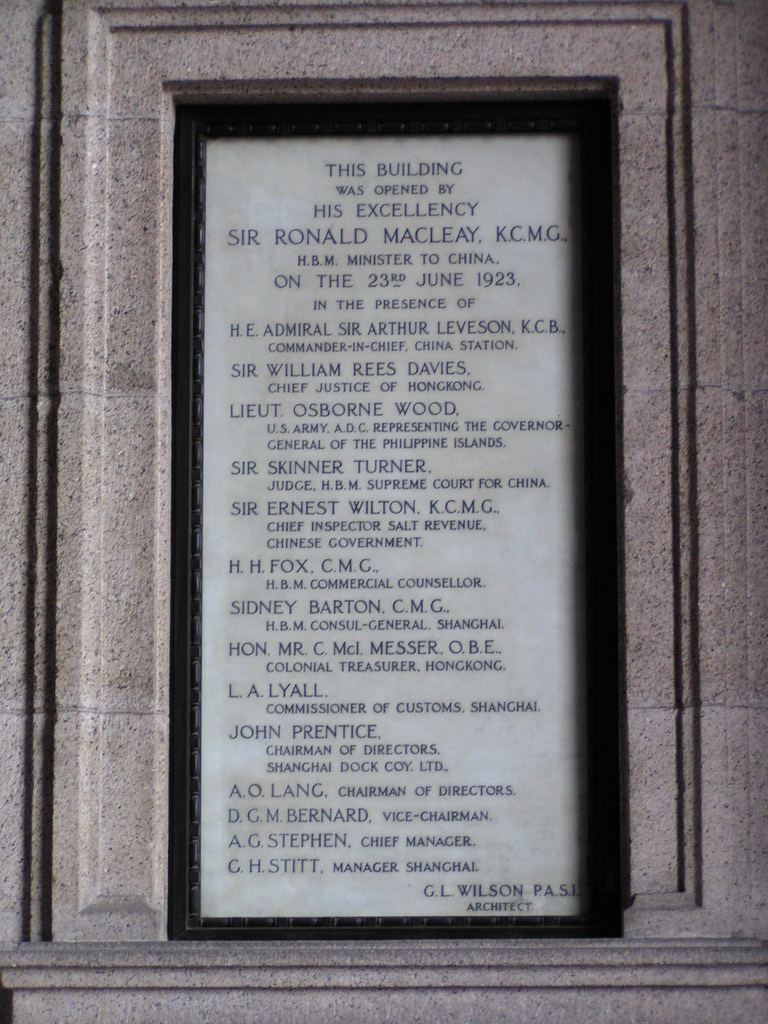 THIS BUILDING
WAS OPENED BY
HIS EXCELLENCY
SIR RONALD MACLEAY, K.C.M.G.,
H.B.M. MINISTER TO CHINA,
ON THE 23RD JUNE 1923,
IN THE PRESENCE OF
H.E. ADMIRAL SIR ARTHUR LEVESON, K.C.B.,
COMMANDER-IN-CHIEF, CHINA STATION.
SIR WILLIAM REES DAVIES,
CHIEF JUSTICE OF HONGKONG.
LIEUT. OSBORNE WOOD,
U.S. ARMY, A.D.C. REPRESENTING THE GOVERNOR-
GENERAL OF THE PHILIPPINE ISLANDS.
SIR SKINNER TURNER,
JUDGE, H.B.M. SUPREME COURT FOR CHINA.
SIR ERNEST WILTON, K.C.M.G.,
CHIEF INSPECTOR SALT REVENUE,
CHINESE GOVERNMENT.
H. H. FOX, C.M.G.,
H.B.M. COMMERCIAL COUNSELLOR.
SIDNEY BARTON, C.M.G.,
H.B.M. CONSUL-GENERAL, SHANGHAI.
HON. MR. C. McI. MESSER, O.B.E.,
COLONIAL TREASURER, HONGKONG.
L. A. LYALL,
COMMISSIONER OF CUSTOMS, SHANGHAI.
JOHN PRENTICE,
CHAIRMAN OF DIRECTORS,
SHANGHAI DOCK COY. LTD.,
A.O. LANG, CHAIRMAN OF DIRECTORS.
D.G.M. BERNARD, VICE-CHAIRMAN.
A.G. STEPHEN, CHIEF MANAGER.
G.H. STITT, MANAGER SHANGHAI.
G.L. WILSON P.A.S.I.
ARCHITECT.